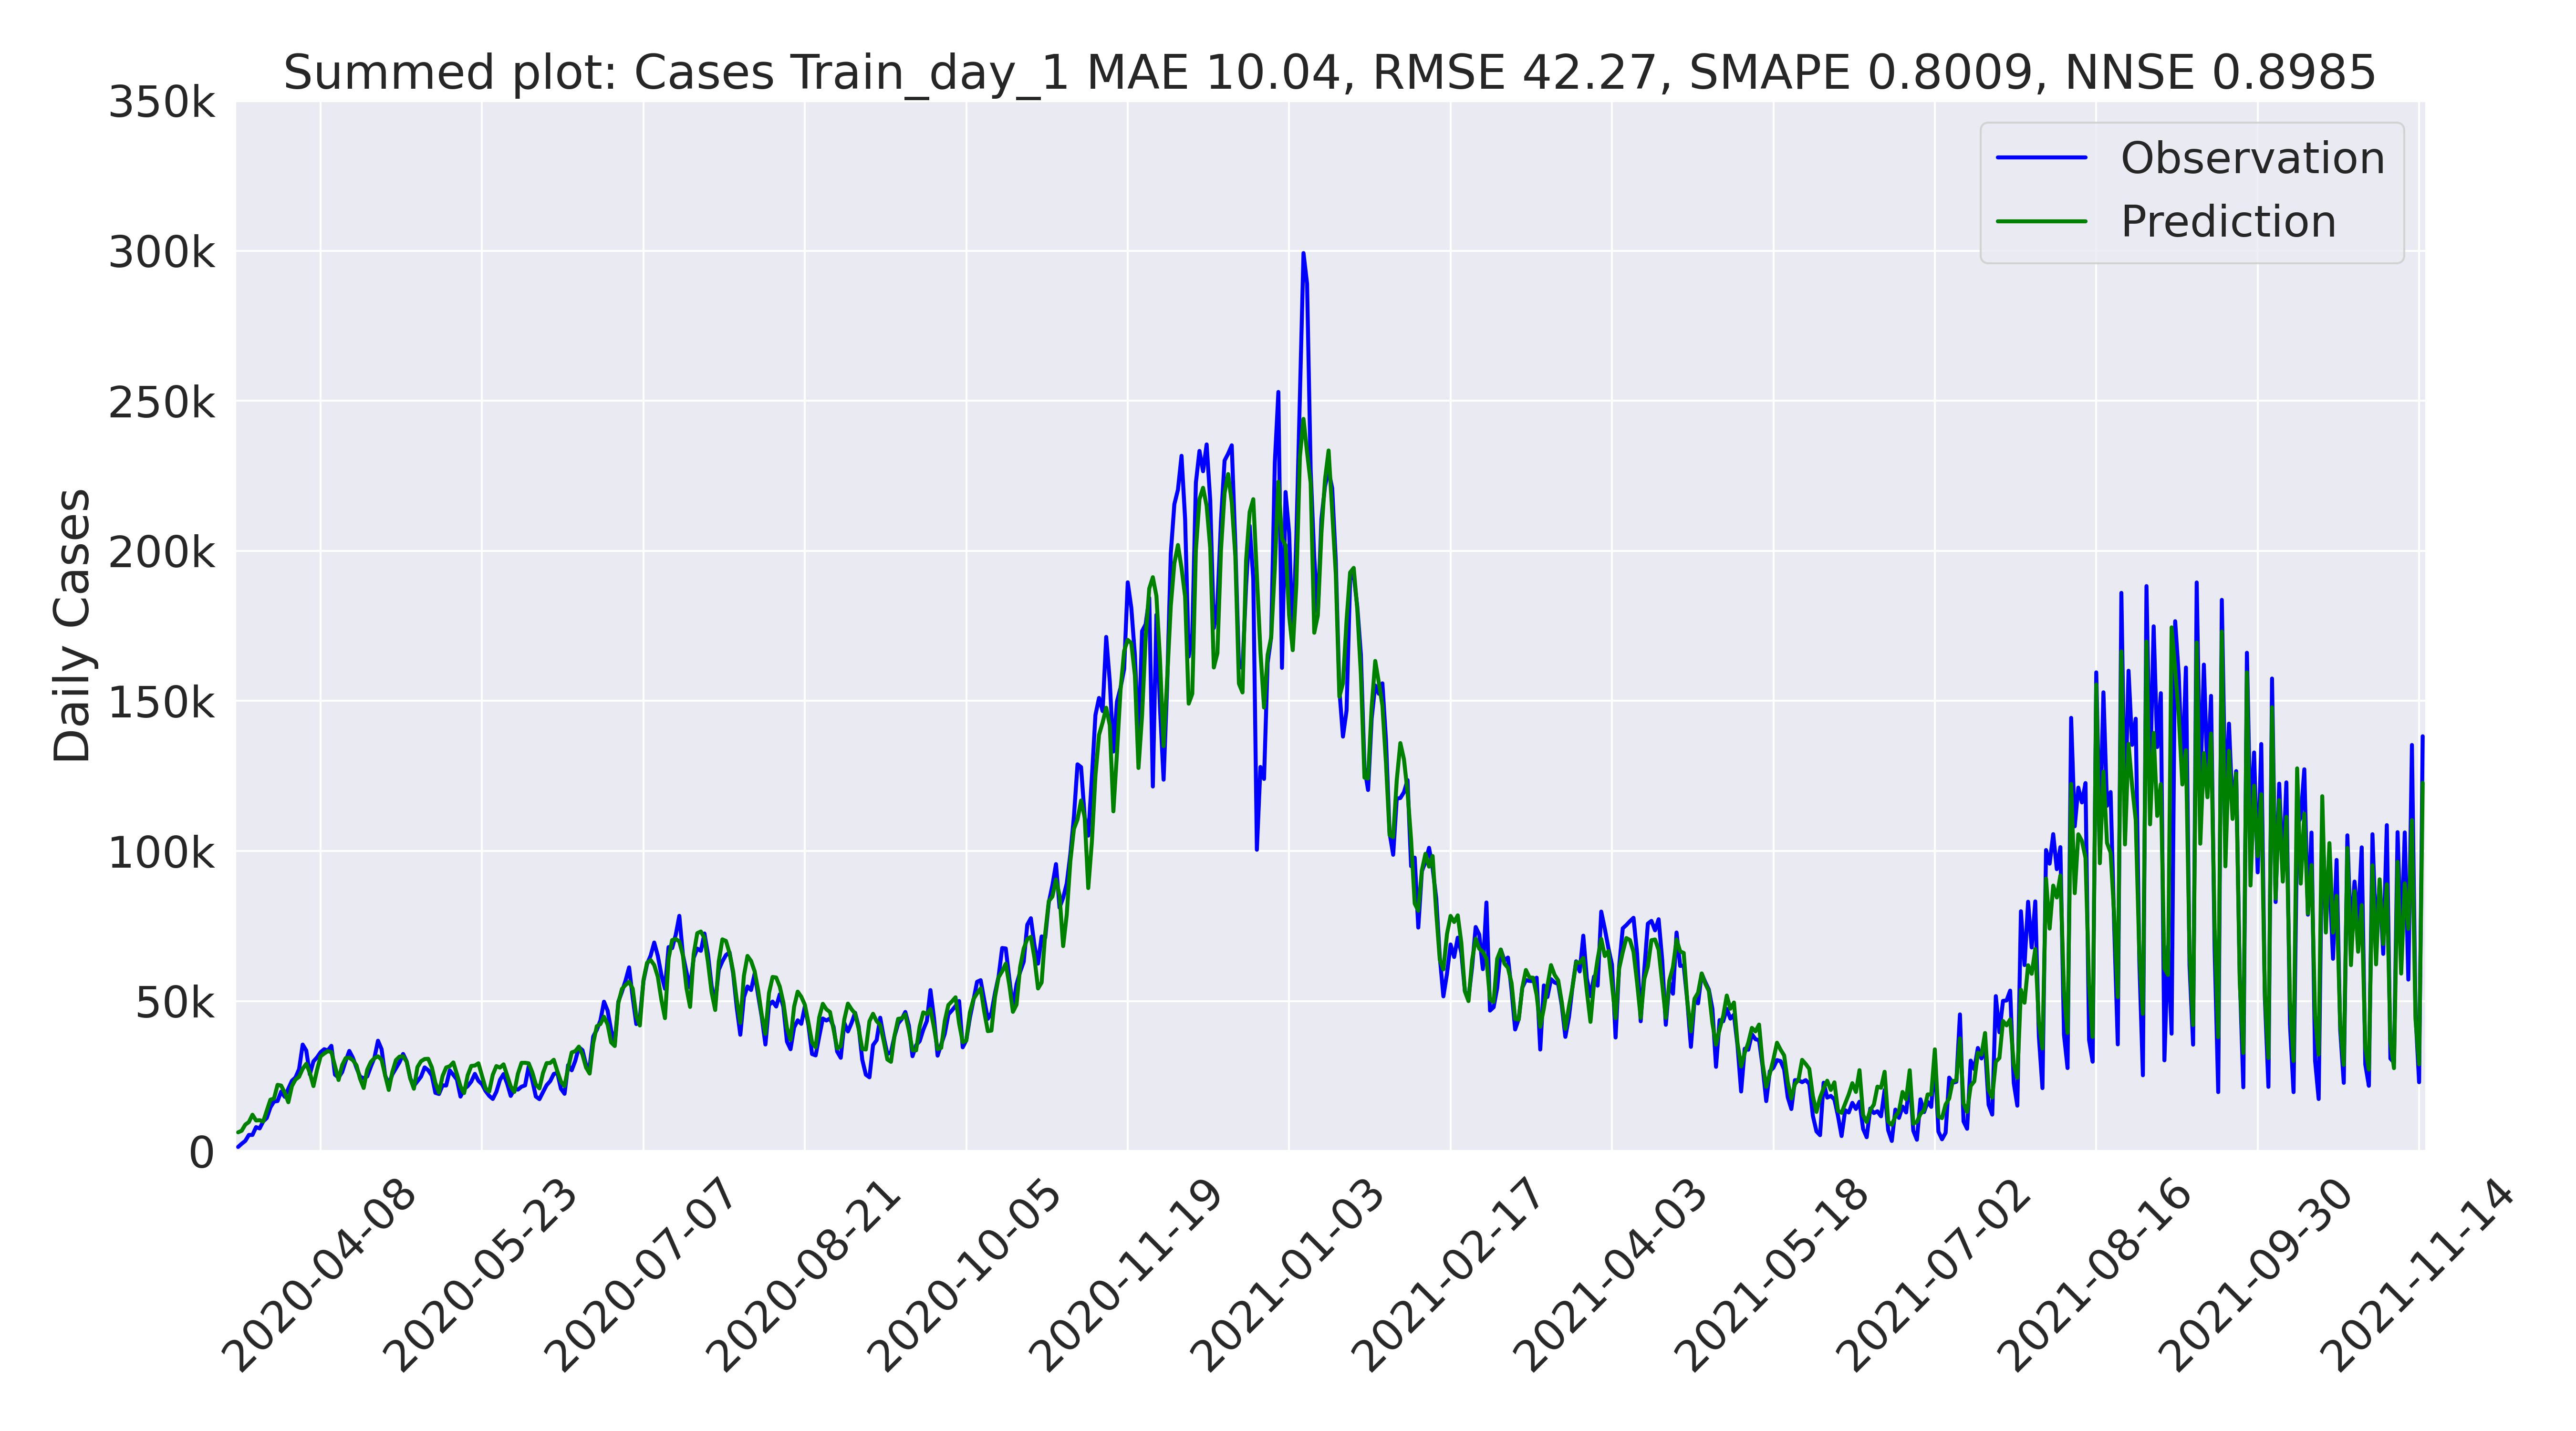 Summed plot: Cases Train_day_1 MAE 10.04, RMSE 42.27, SMAPE 0.8009, NNSE 0.8985
Observation
Prediction
Daily Cases
350k
300k
250k
200k
150k
100k
50k
0
2020-04-08
2020-05-23
2020-07-07
2020-08-21
2020-10-05
2020-11-19
2021-01-03
2021-02-17
2021-04-03
2021-05-18
2021-07-02
2021-08-16
2021-09-30
2021-11-14